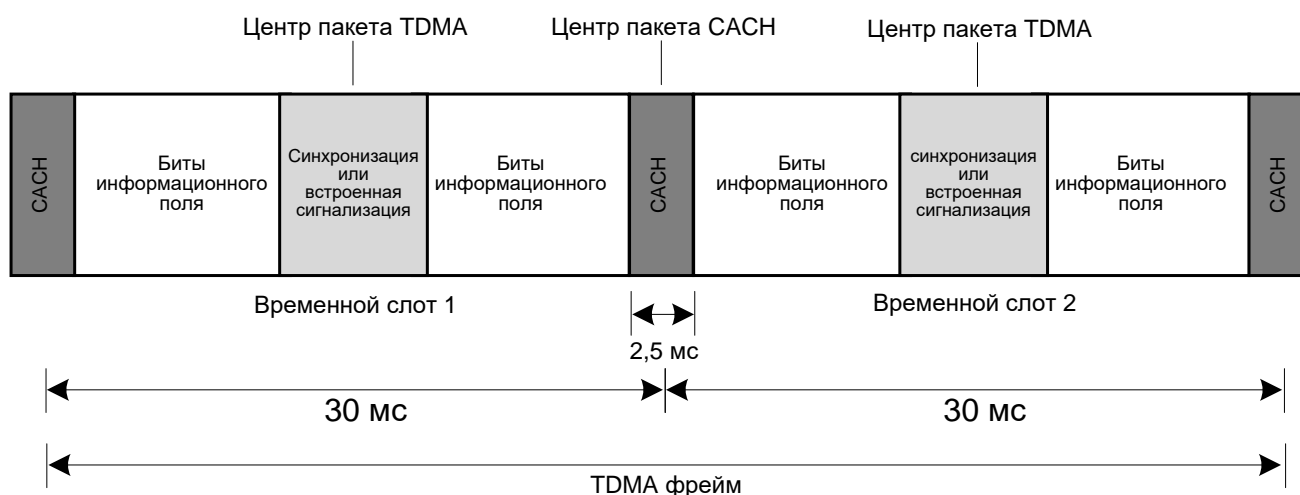 Центр пакета TDMA
Центр пакета CACH
Центр пакета TDMA
CACH
Биты
информационного
поля
Синхронизация
или
встроенная
сигнализация
Биты
информационного
поля
CACH
Биты
информационного
поля
синхронизация
или
встроенная
сигнализация
Биты
информационного
поля
CACH
Временной слот 1
Временной слот 2
2,5 мс
30 мс
30 мс
TDMA фрейм